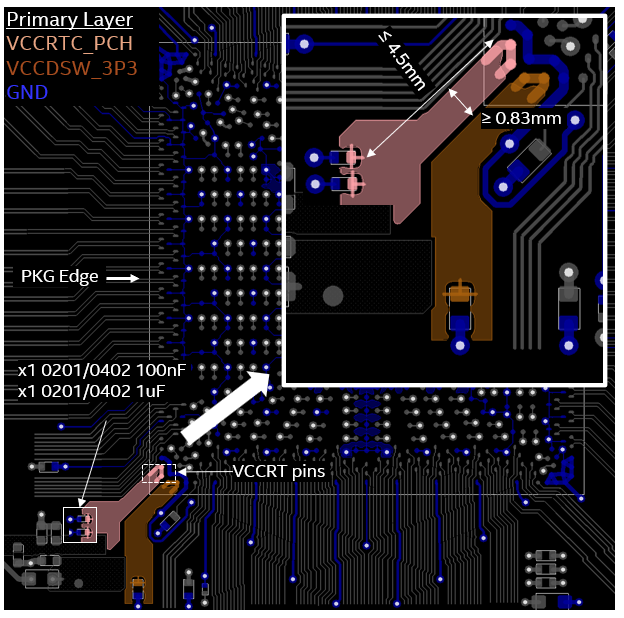 Primary Layer
VCCRTC_PCH
VCCDSW_3P3
GND
≤ 4.5mm
≥ 0.83mm
PKG Edge
x1 0201/0402 100nF
x1 0201/0402 1uF
VCCRT pins